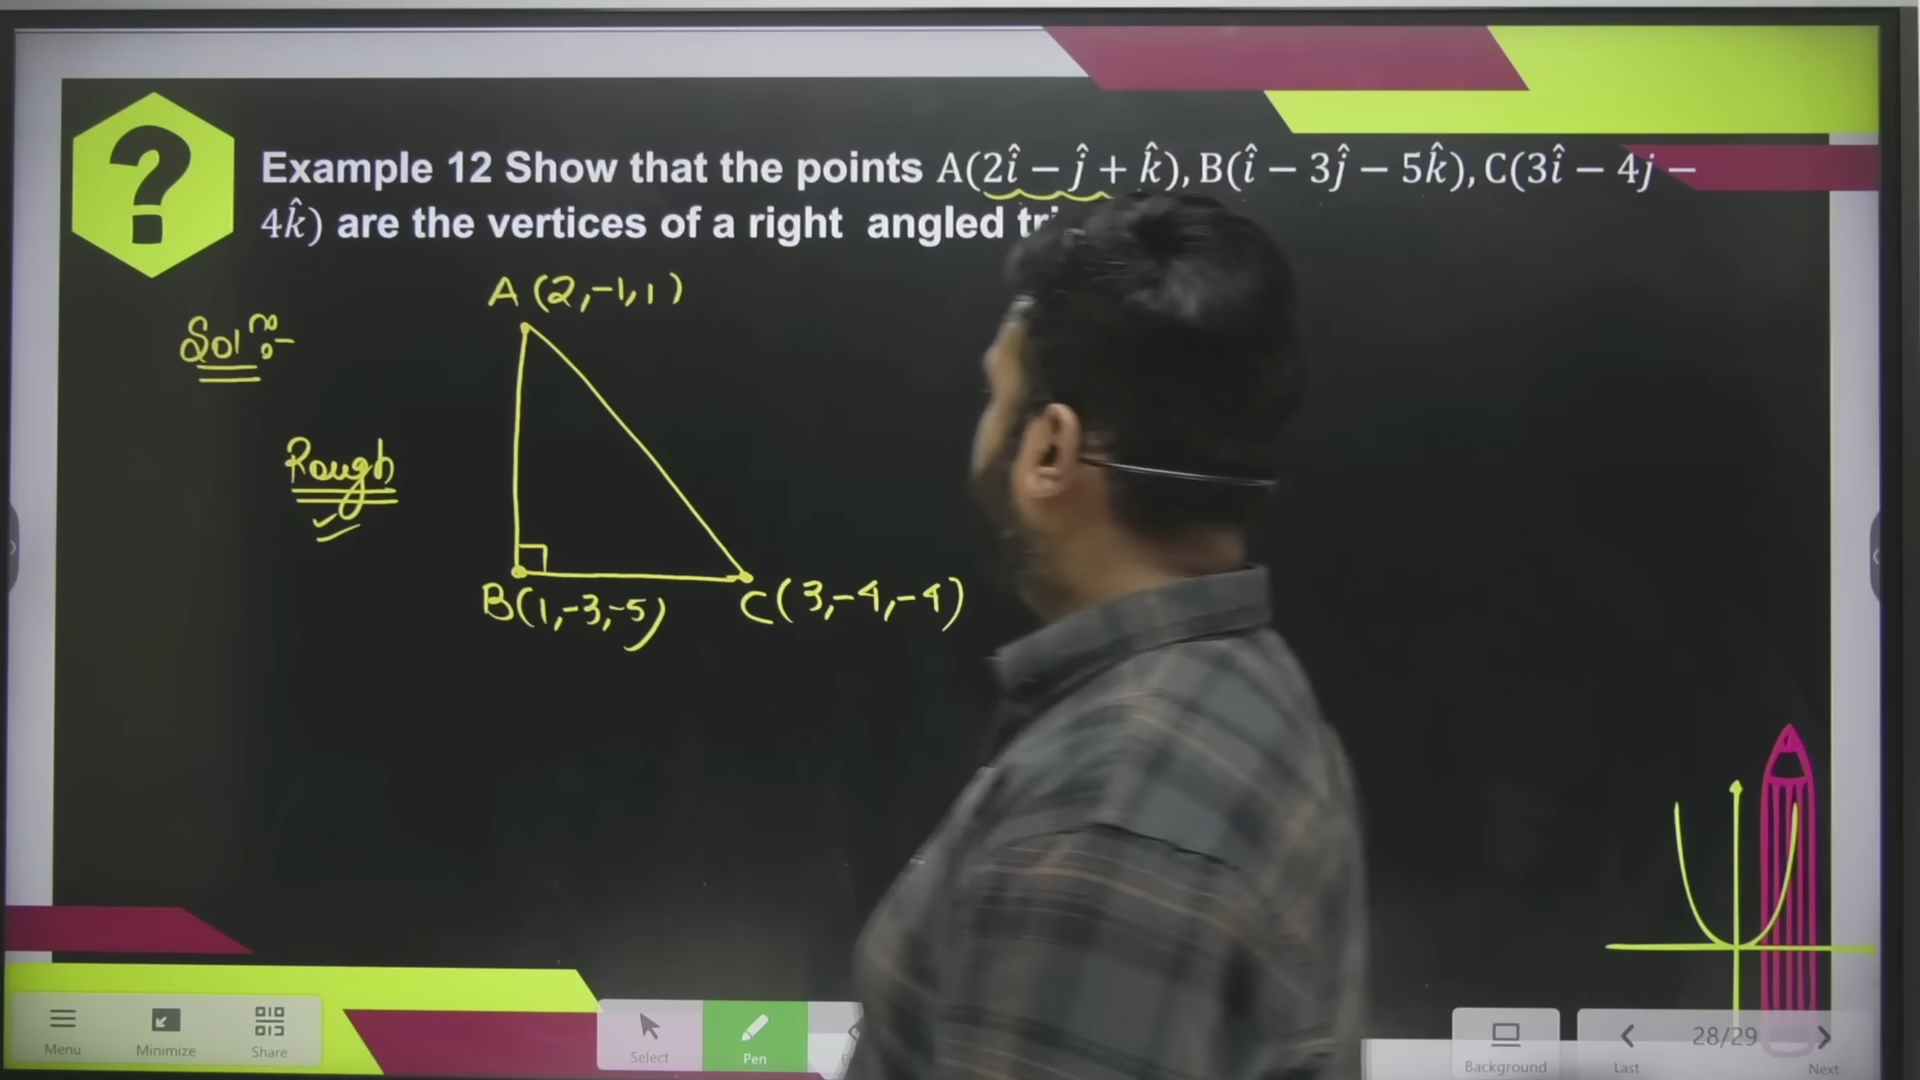 ?
Example 12 Show that the points A(2î − ĵ + k̂), B(î − 3ĵ − 5k̂), C(3î − 4j −
4k̂) are the vertices of a right angled
A (2,-1,1)
Solⁿ:-
Rough
B(1,-3,-5)
C(3,-4,-4)
Menu
Minimize
Share
Select
Pen
Background
Last
28/29
Next